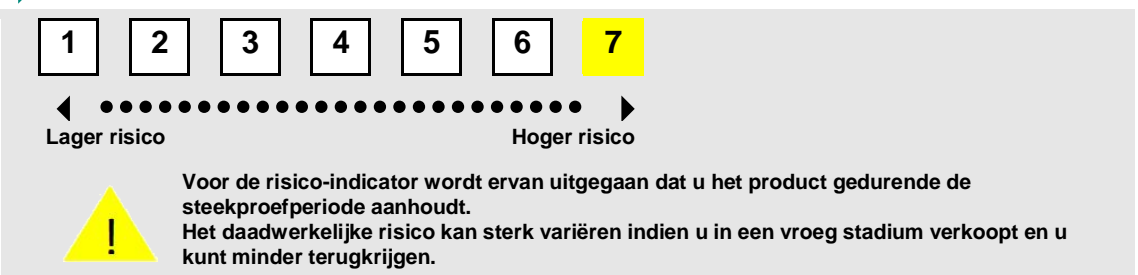 1 2 3 4 5 6 7
Lager risico Hoger risico
!
Voor de risico-indicator wordt ervan uitgegaan dat u het product gedurende de
steekproefperiode aanhoudt.
Het daadwerkelijke risico kan sterk variëren indien u in een vroeg stadium verkoopt en u
kunt minder terugkrijgen.